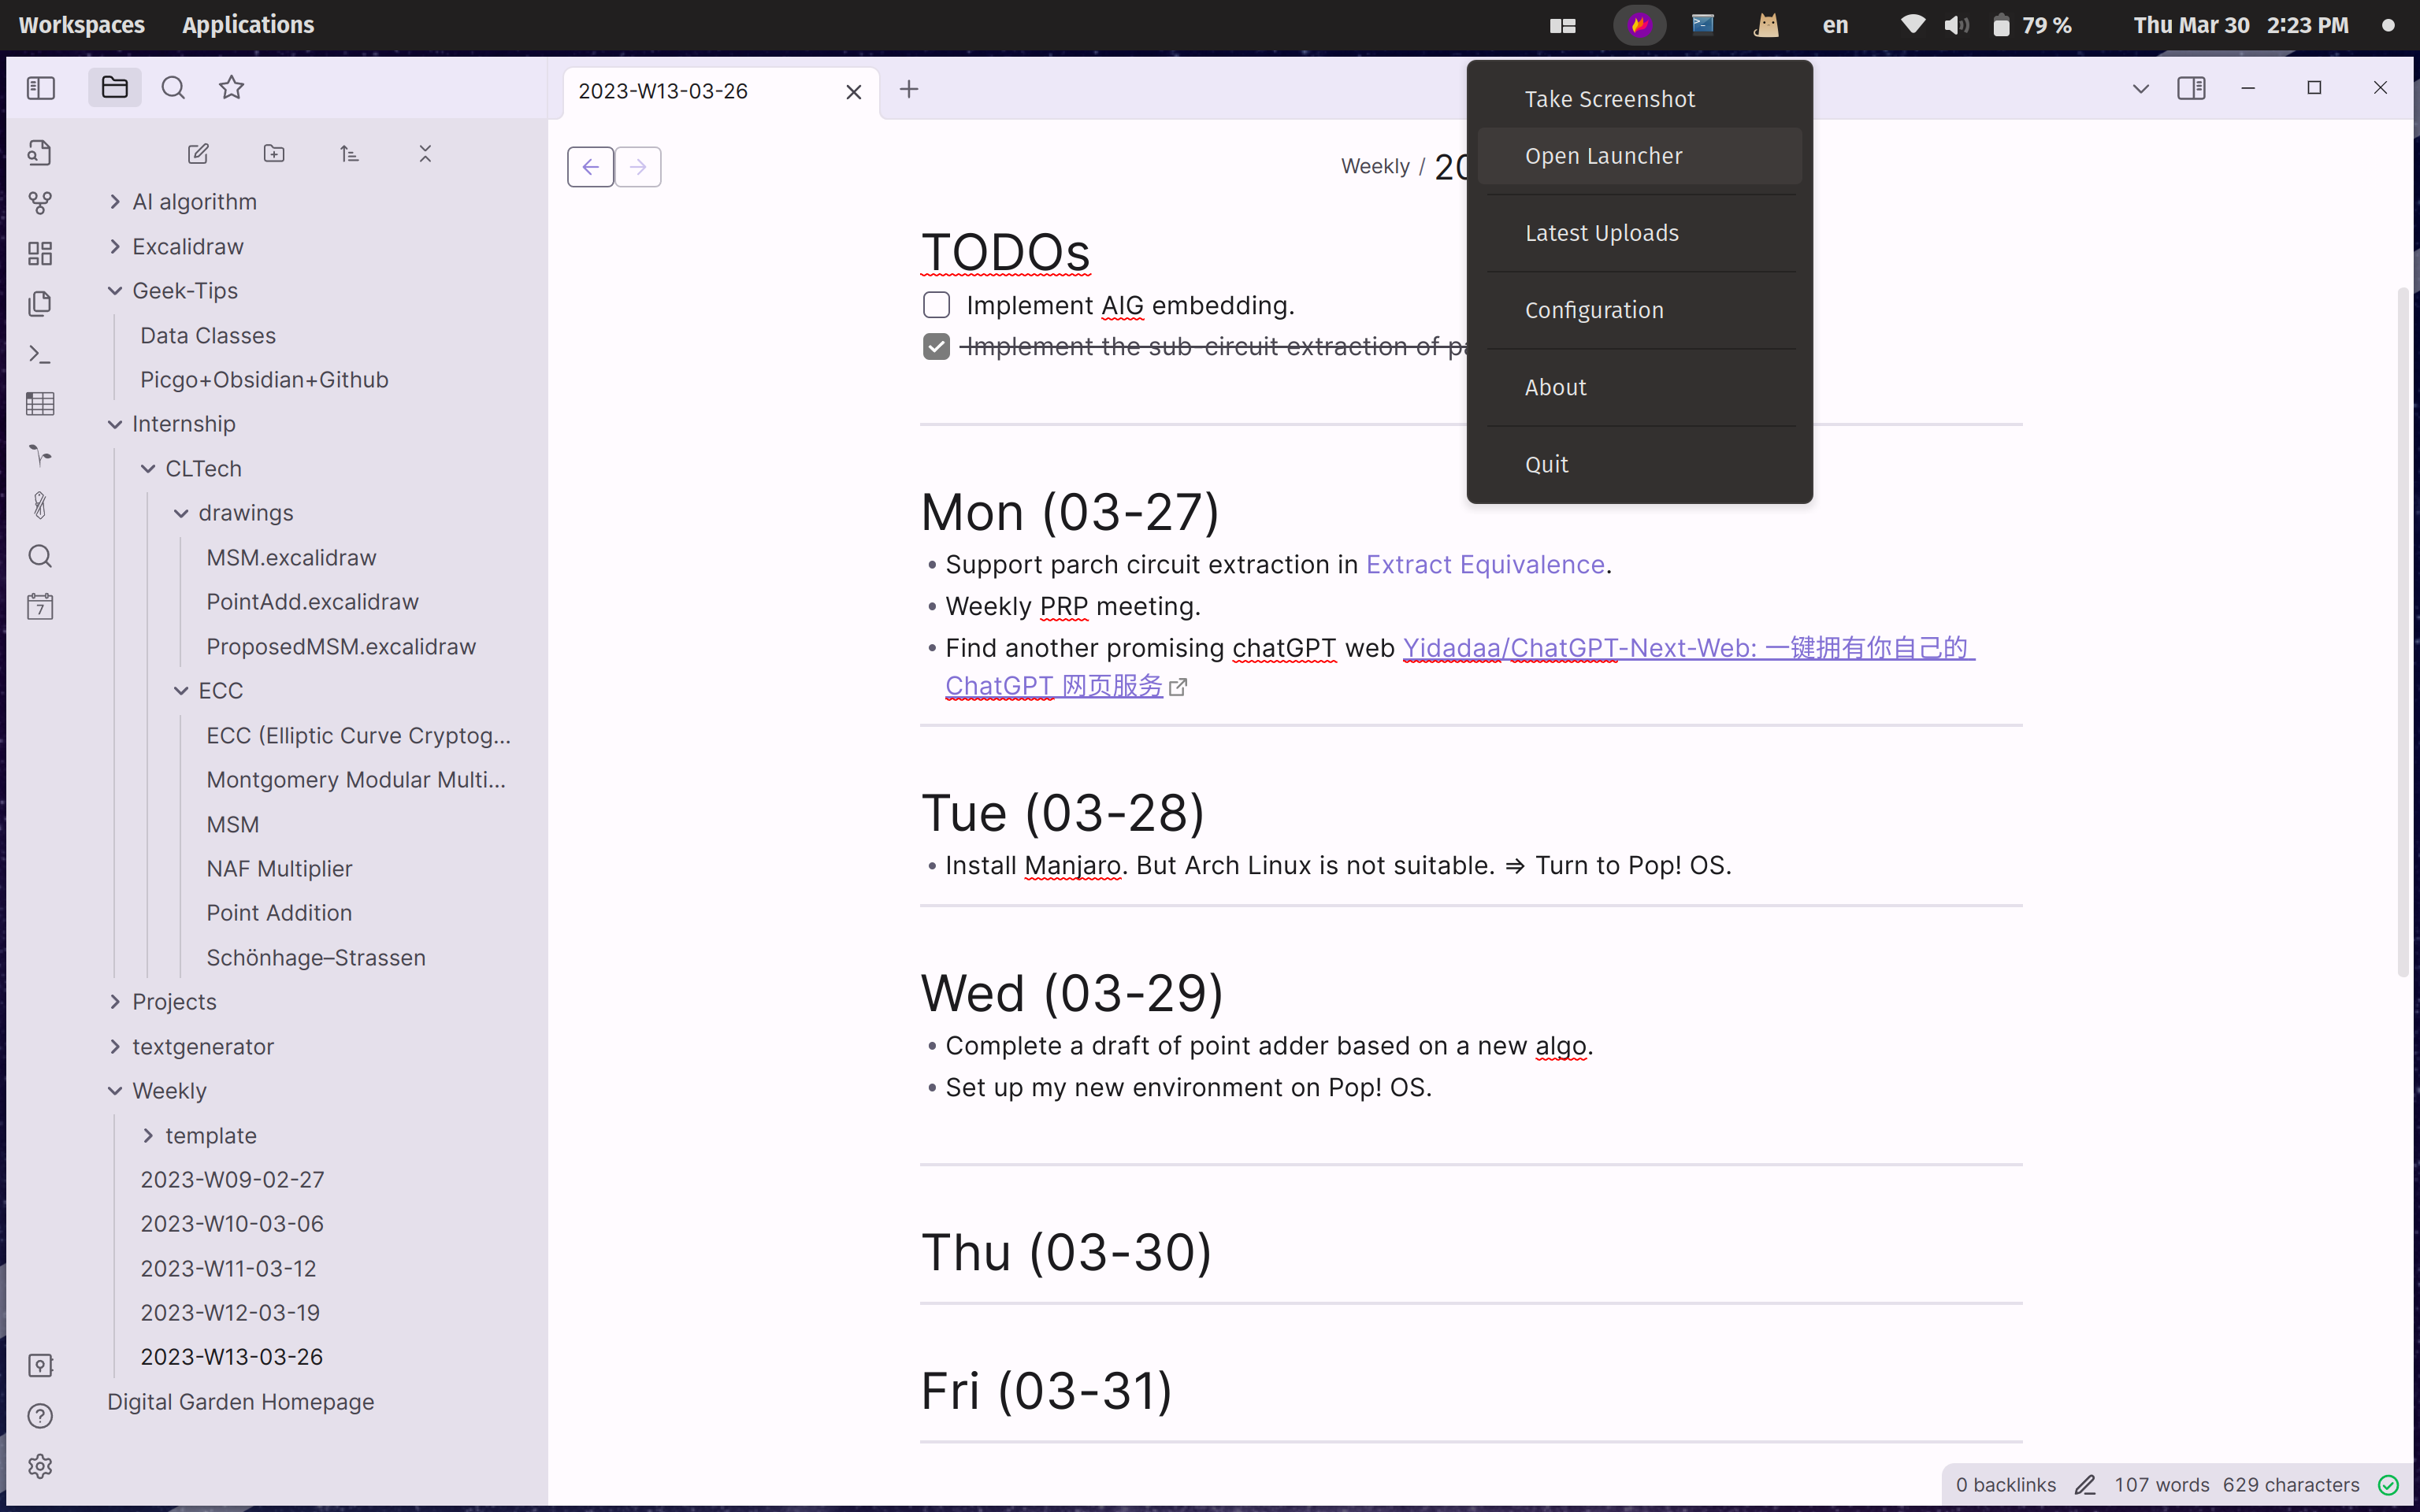 Workspaces Applications
en 79 % Thu Mar 30 2:23 PM
2023-W13-03-26
Take Screenshot
Open Launcher
Latest Uploads
Configuration
About
Quit
AI algorithm
Excalidraw
Geek-Tips
Data Classes
Picgo+Obsidian+Github
Internship
CLTech
drawings
MSM.excalidraw
PointAdd.excalidraw
ProposedMSM.excalidraw
ECC
ECC (Elliptic Curve Cryptog...
Montgomery Modular Multi...
MSM
NAF Multiplier
Point Addition
Schönhage–Strassen
Projects
textgenerator
Weekly
template
2023-W09-02-27
2023-W10-03-06
2023-W11-03-12
2023-W12-03-19
2023-W13-03-26
Digital Garden Homepage
7
Weekly / 20
TODOs
Implement AIG embedding.
Implement the sub-circuit extraction of
Mon (03-27)
• Support parch circuit extraction in Extract Equivalence.
• Weekly PRP meeting.
• Find another promising chatGPT web Yidadaa/ChatGPT-Next-Web: 一键拥有你自己的
ChatGPT 网页服务
Tue (03-28)
• Install Manjaro. But Arch Linux is not suitable. ⇒ Turn to Pop! OS.
Wed (03-29)
• Complete a draft of point adder based on a new algo.
• Set up my new environment on Pop! OS.
Thu (03-30)
Fri (03-31)
0 backlinks 107 words 629 characters